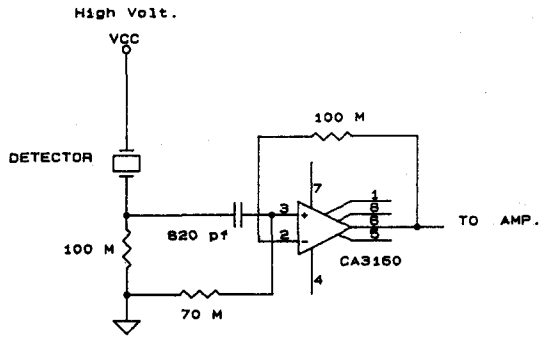 High Volt.
VCC
100 M
DETECTOR
7
1
8
3
+
6
TO AMP.
820 pf
2
-
5
100 M
CA3160
4
70 M